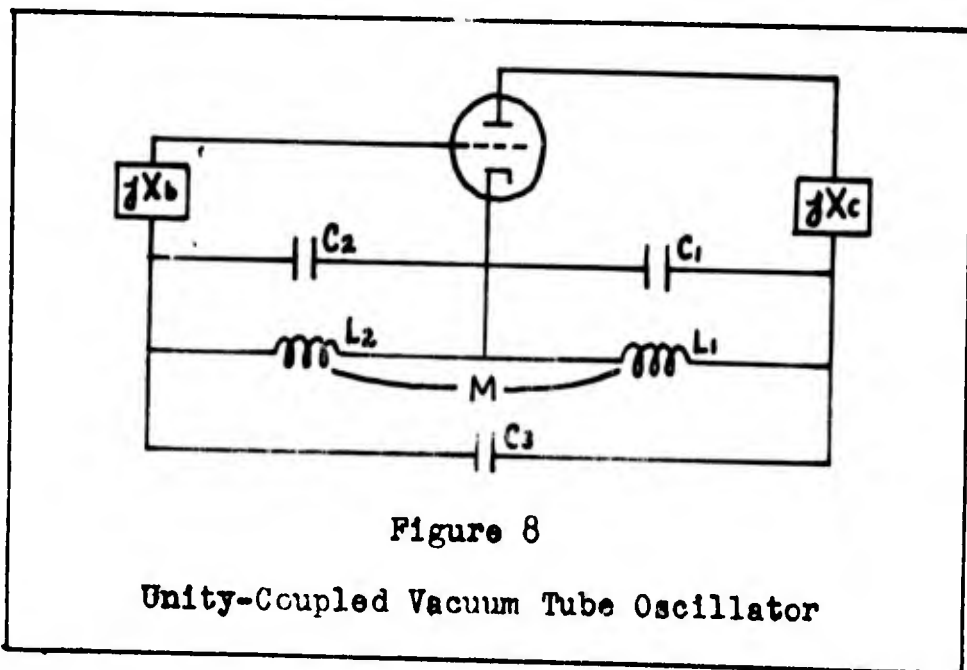 jXb
jXc
C2
C1
L2
L1
M
C3
Figure 8
Unity-Coupled Vacuum Tube Oscillator